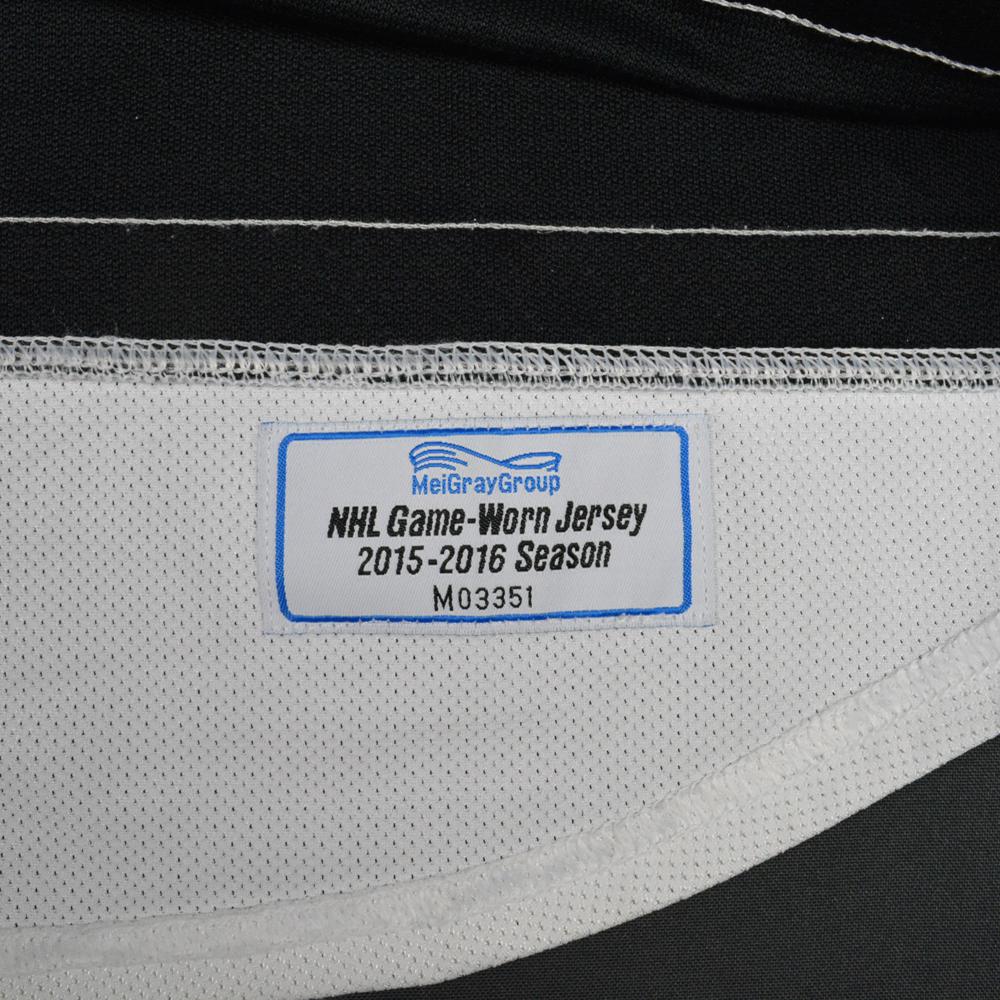 MeiGrayGroup
NHL Game-Worn Jersey
2015-2016 Season
M03351